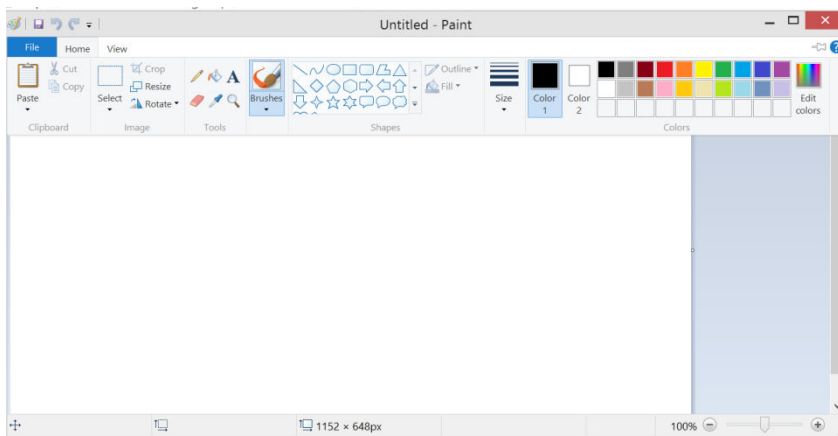 Untitled - Paint
File Home View
Cut
Copy
Paste
Clipboard
Crop
Resize
Rotate
Select
Image
A
Tools
Brushes
Outline
Fill
Shapes
Size
Color 1
Color 2
Edit colors
Colors
1152 × 648px
100%